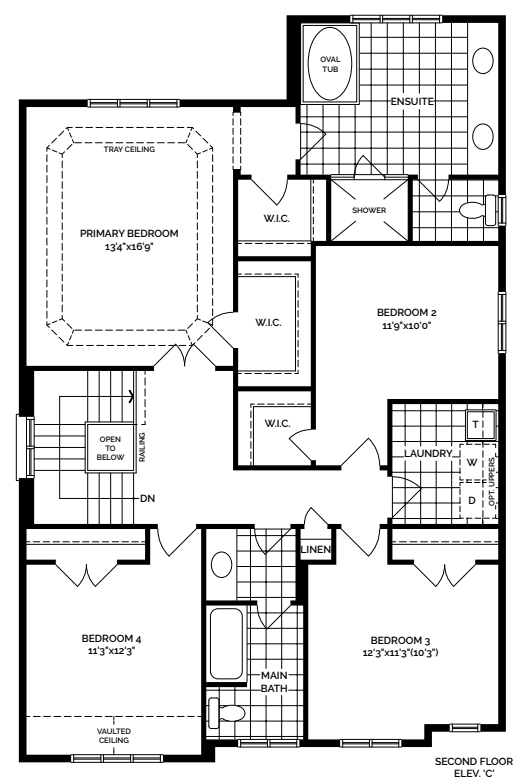 OVAL
TUB
ENSUITE
TRAY CEILING
W.I.C.
SHOWER
PRIMARY BEDROOM
13'4"x16'9"
W.I.C.
BEDROOM 2
11'9"x10'0"
W.I.C.
T
LAUNDRY
W
OPT. UPPERS
D
OPEN
TO
BELOW
RAILING
DN
LINEN
BEDROOM 4
11'3"x12'3"
BEDROOM 3
12'3"x11'3"(10'3")
MAIN
BATH
VAULTED
CEILING
SECOND FLOOR
ELEV. 'C'